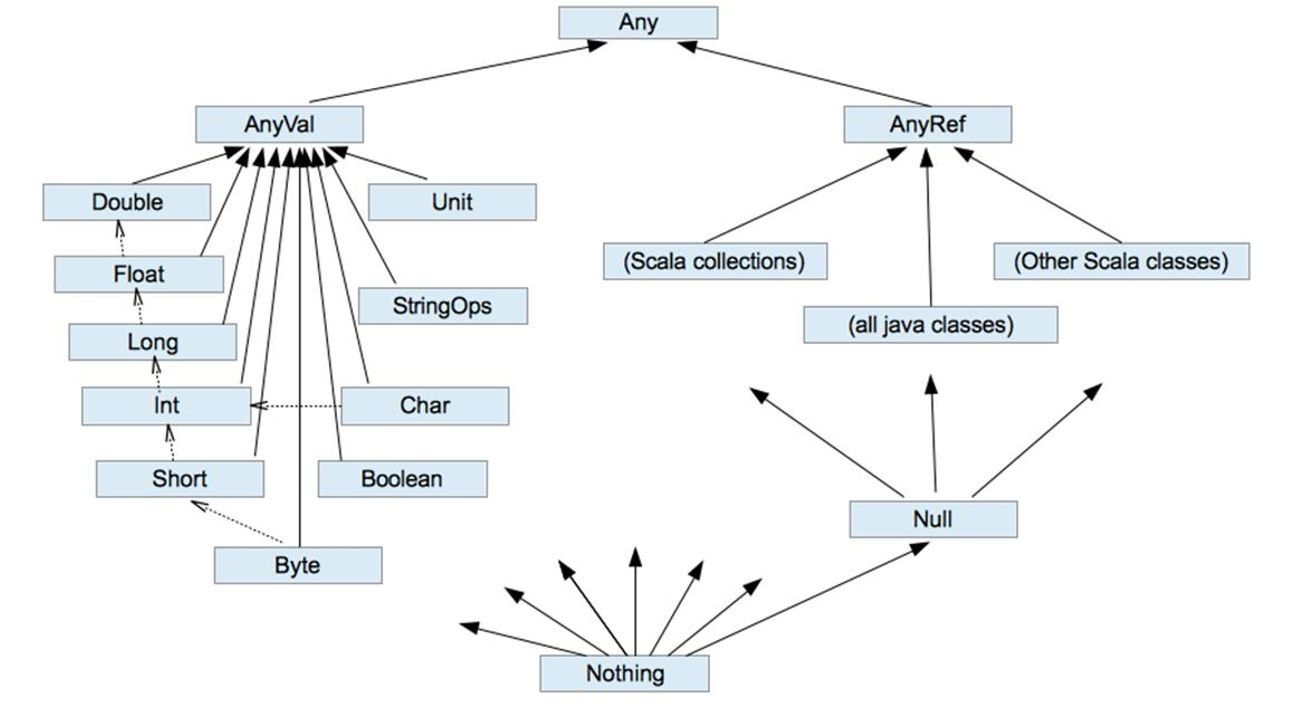 Any
AnyVal
AnyRef
Double
Unit
Float
(Scala collections)
(Other Scala classes)
StringOps
(all java classes)
Long
Int
Char
Short
Boolean
Null
Byte
Nothing